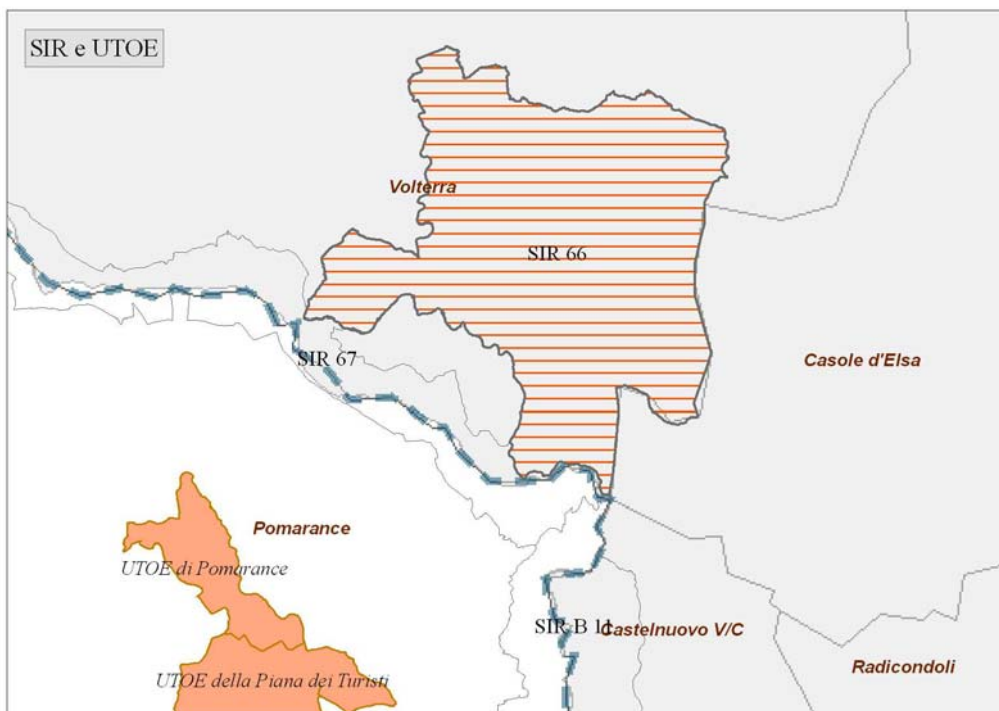 SIR e UTOE
Volterra
SIR 66
SIR 67
Casole d'Elsa
Pomarance
UTOE di Pomarance
SIR B 11
Castelnuovo V/C
Radicondoli
UTOE della Piana dei Turisti